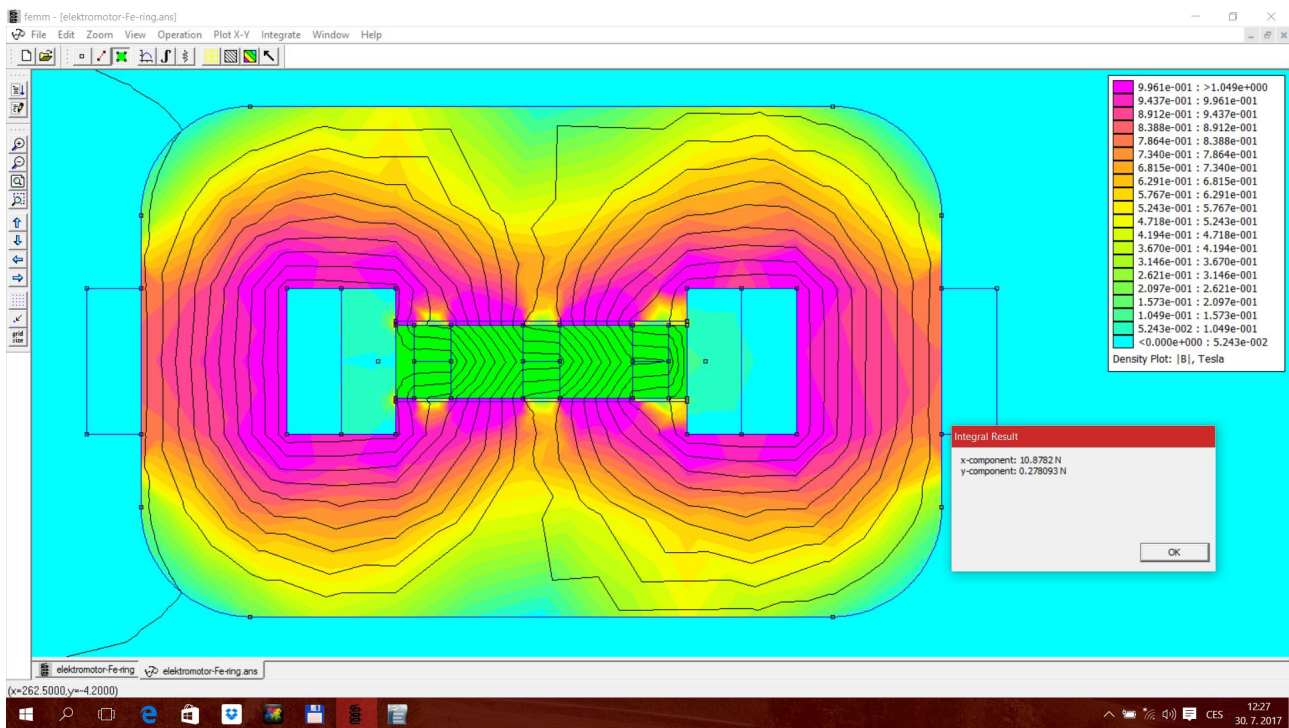 femm - [elektromotor-Fe-ring.ans]
File Edit Zoom View Operation Plot X-Y Integrate Window Help
grid
size
9.961e-001 : >1.049e+000
9.437e-001 : 9.961e-001
8.912e-001 : 9.437e-001
8.388e-001 : 8.912e-001
7.864e-001 : 8.388e-001
7.340e-001 : 7.864e-001
6.815e-001 : 7.340e-001
6.291e-001 : 6.815e-001
5.767e-001 : 6.291e-001
5.243e-001 : 5.767e-001
4.718e-001 : 5.243e-001
4.194e-001 : 4.718e-001
3.670e-001 : 4.194e-001
3.146e-001 : 3.670e-001
2.621e-001 : 3.146e-001
2.097e-001 : 2.621e-001
1.573e-001 : 2.097e-001
1.049e-001 : 1.573e-001
5.243e-002 : 1.049e-001
<0.000e+000 : 5.243e-002
Density Plot: |B|, Tesla
Integral Result
x-component: 10.8782 N
y-component: 0.278093 N
OK
elektromotor-Fe-ring elektromotor-Fe-ring.ans
(x=262.5000,y=-4.2000)
CES
12:27
30. 7. 2017